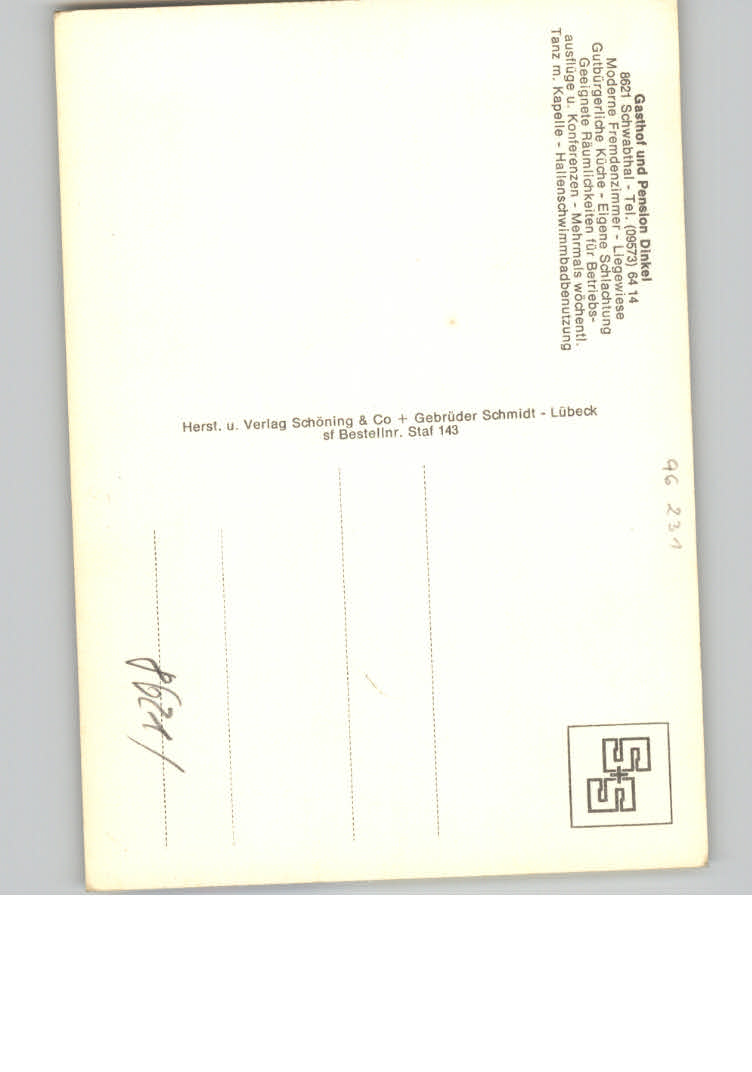 Gasthof und Pension Dinkel
8621 Schwabthal - Tel. (09573) 64 14
Moderne Fremdenzimmer - Liegewiese
Gutbürgerliche Küche - Eigene Schlachtung
Geeignete Räumlichkeiten für Betriebs-
ausflüge u. Konferenzen - Mehrmals wöchentl.
Tanz m. Kapelle - Hallenschwimmbadbenutzung
Herst. u. Verlag Schöning & Co + Gebrüder Schmidt - Lübeck
sf Bestellnr. Staf 143
96 231
8621/
S+S